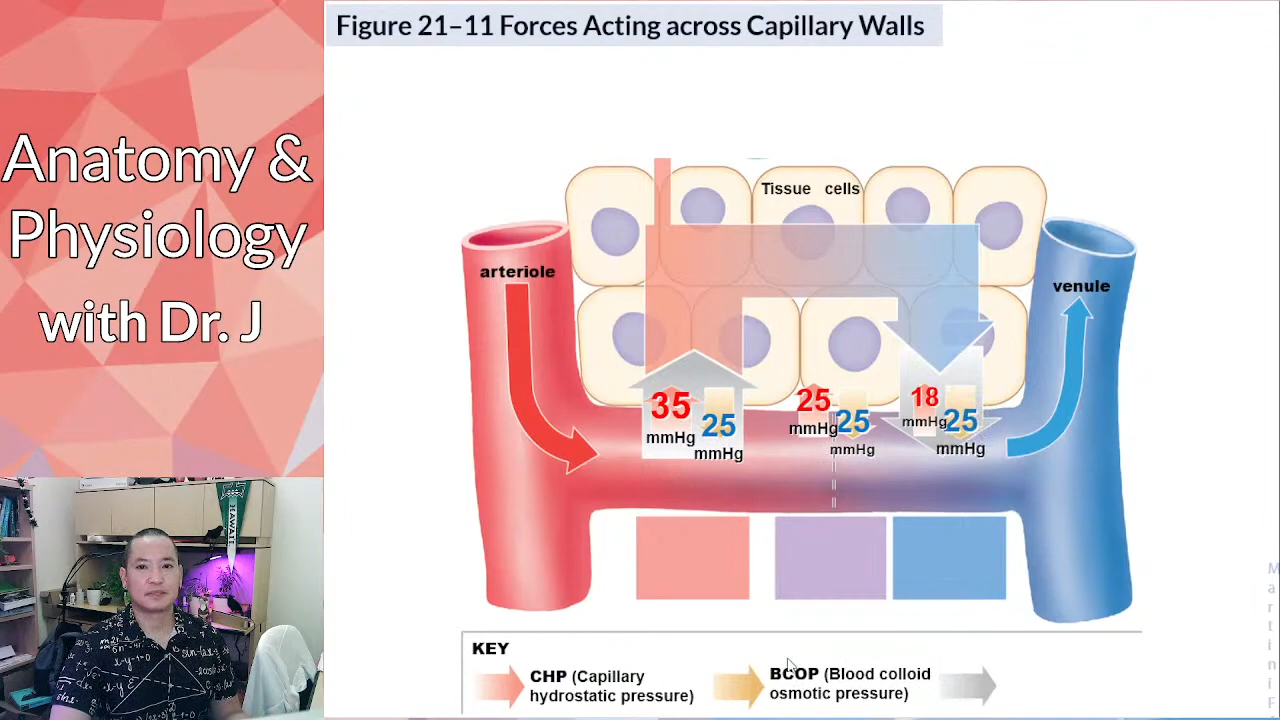 Figure 21–11 Forces Acting across Capillary Walls
Anatomy &
Physiology
with Dr. J
Tissue cells
arteriole
venule
35
mmHg
25
mmHg
25
mmHg
25
mmHg
18
mmHg
25
mmHg
KEY
CHP (Capillary
hydrostatic pressure)
BCOP (Blood colloid
osmotic pressure)
HAWAII
M
a
r
t
i
n
i
F